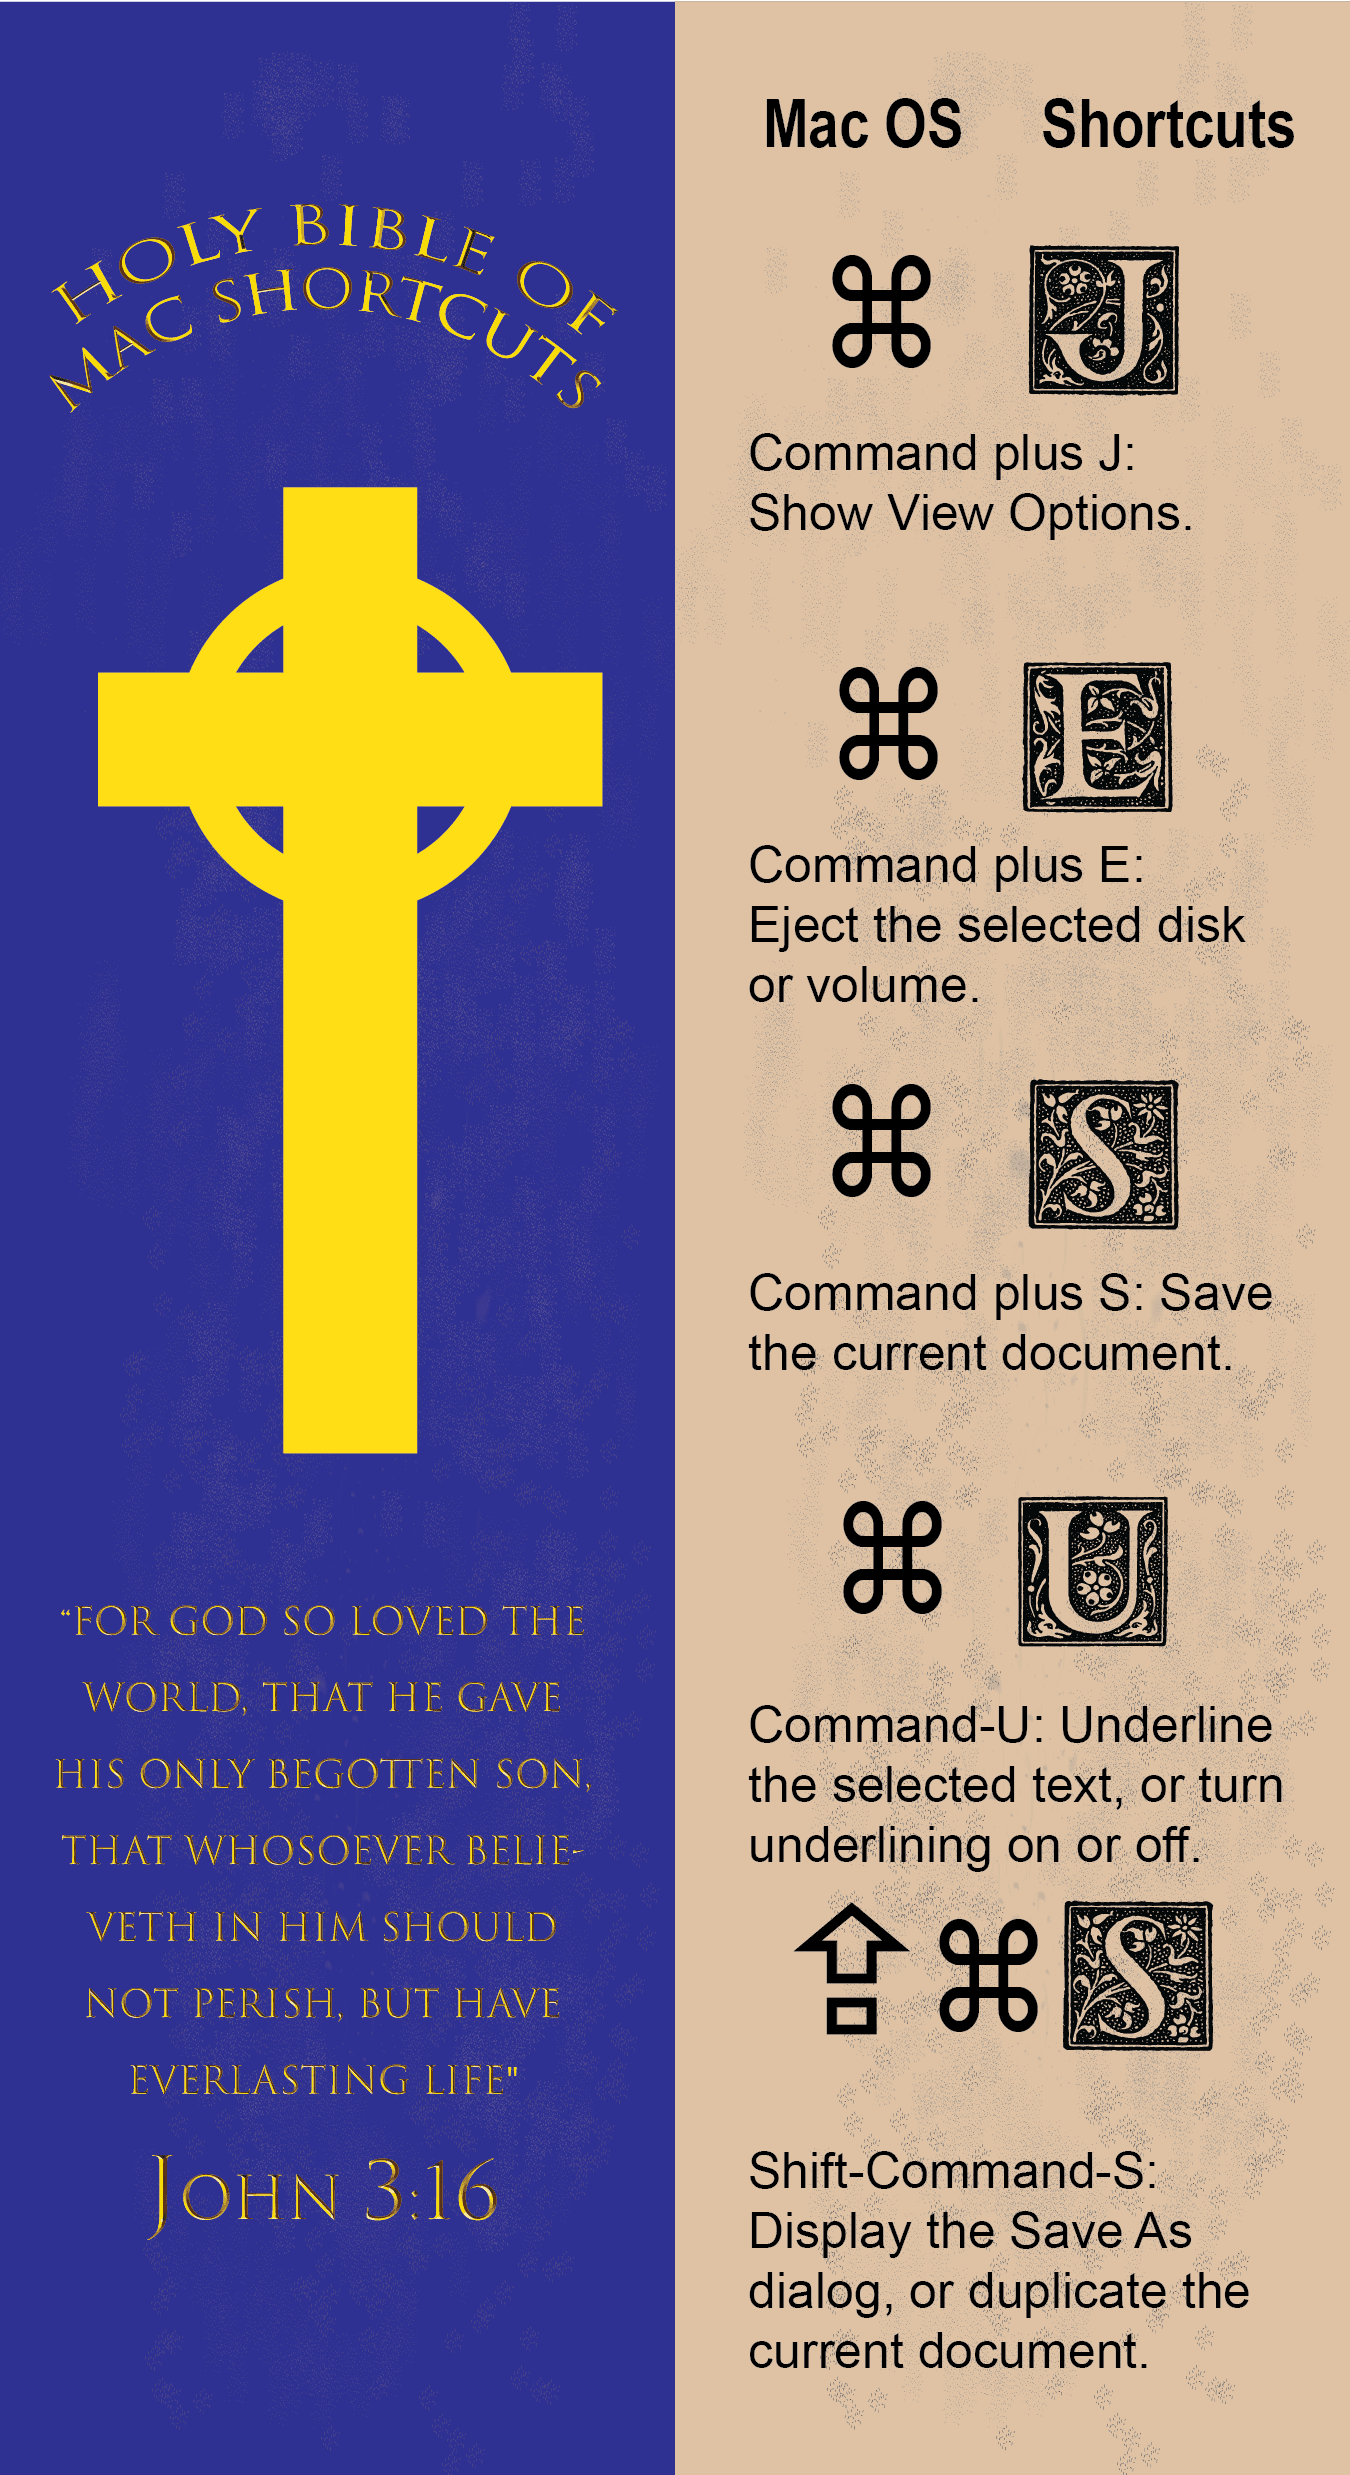 HOLY BIBLE OF
MAC SHORTCUTS
“FOR GOD SO LOVED THE
WORLD, THAT HE GAVE
HIS ONLY BEGOTTEN SON,
THAT WHOSOEVER BELIE-
VETH IN HIM SHOULD
NOT PERISH, BUT HAVE
EVERLASTING LIFE"
JOHN 3:16
Mac OS Shortcuts
⌘ J
Command plus J:
Show View Options.
⌘ E
Command plus E:
Eject the selected disk
or volume.
⌘ S
Command plus S: Save
the current document.
⌘ U
Command-U: Underline
the selected text, or turn
underlining on or off.
⌘ S
Shift-Command-S:
Display the Save As
dialog, or duplicate the
current document.